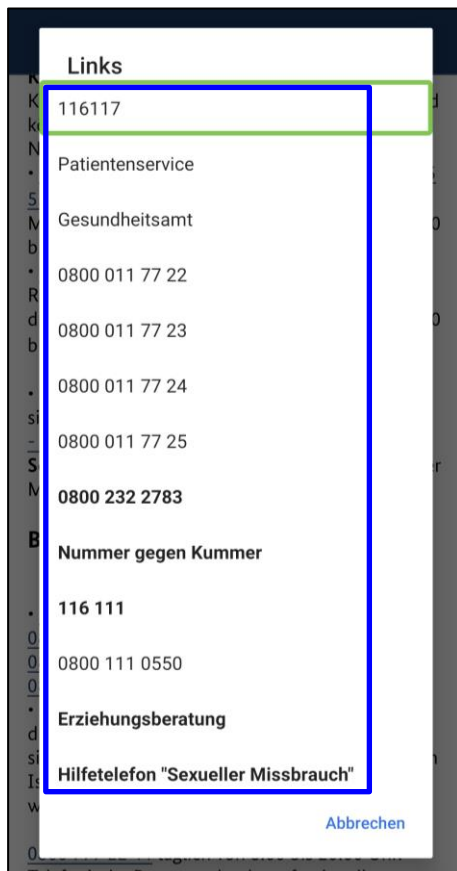 Links
116117
Patientenservice
Gesundheitsamt
0800 011 77 22
0800 011 77 23
0800 011 77 24
0800 011 77 25
0800 232 2783
Nummer gegen Kummer
116 111
0800 111 0550
Erziehungsberatung
Hilfetelefon "Sexueller Missbrauch"
Abbrechen